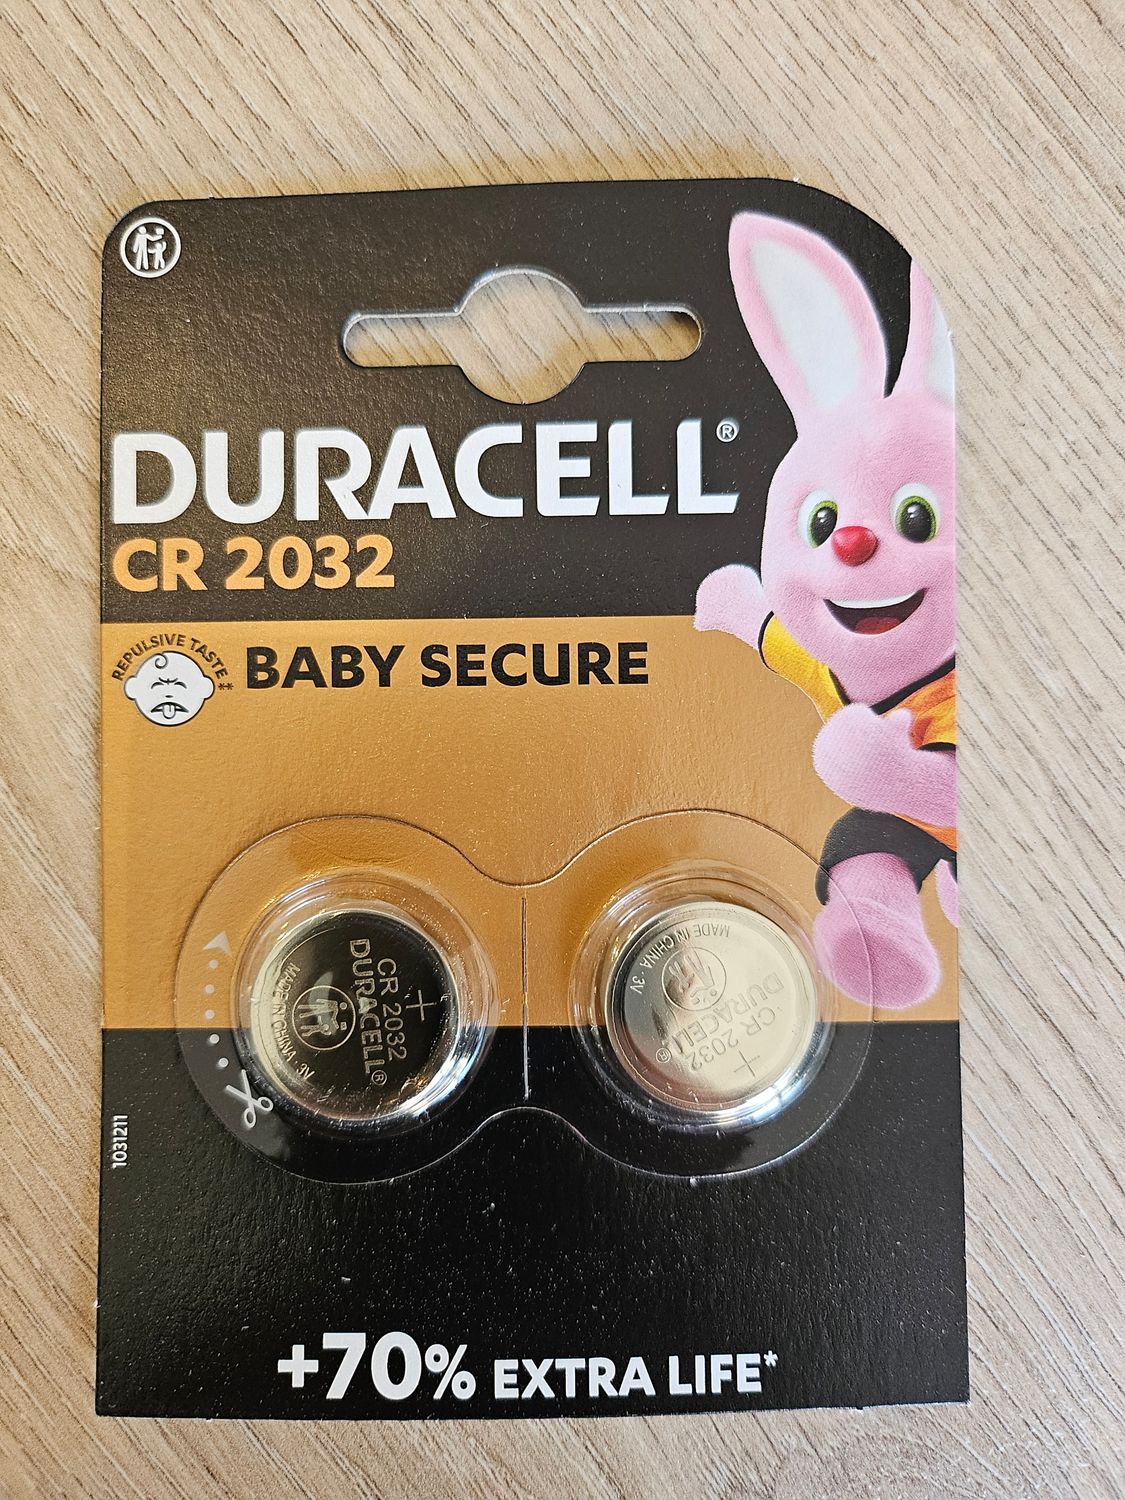 DURACELL®
CR 2032
REPULSIVE TASTE‡
BABY SECURE
+
CR 2032
DURACELL®
MADE IN CHINA · 3V
MADE IN CHINA · 3V
DURACELL®
CR 2032
+
1031211
+70% EXTRA LIFE*